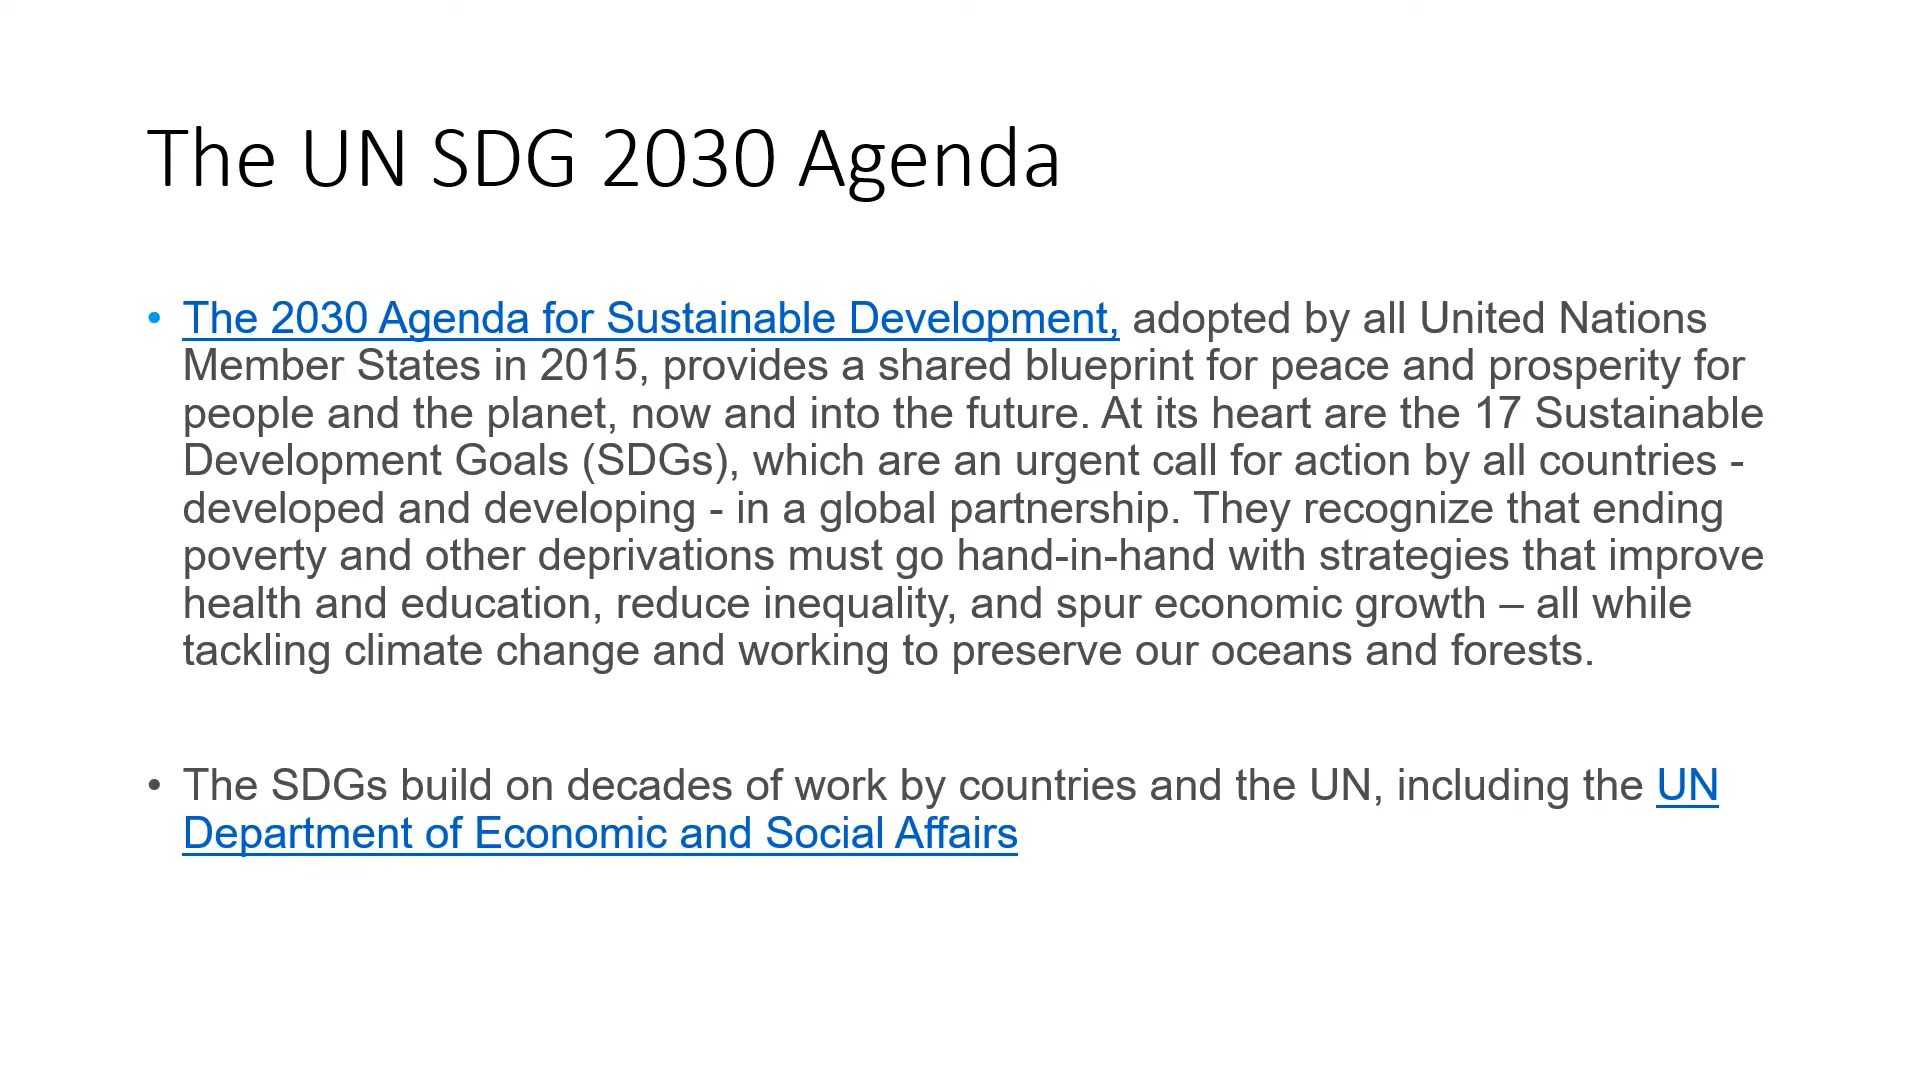 The UN SDG 2030 Agenda
• The 2030 Agenda for Sustainable Development, adopted by all United Nations
Member States in 2015, provides a shared blueprint for peace and prosperity for
people and the planet, now and into the future. At its heart are the 17 Sustainable
Development Goals (SDGs), which are an urgent call for action by all countries -
developed and developing - in a global partnership. They recognize that ending
poverty and other deprivations must go hand-in-hand with strategies that improve
health and education, reduce inequality, and spur economic growth – all while
tackling climate change and working to preserve our oceans and forests.
• The SDGs build on decades of work by countries and the UN, including the UN
Department of Economic and Social Affairs